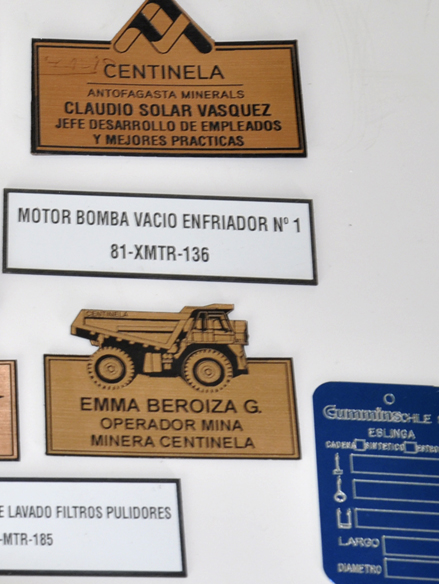 CENTINELA
ANTOFAGASTA MINERALS
CLAUDIO SOLAR VASQUEZ
JEFE DESARROLLO DE EMPLEADOS
Y MEJORES PRACTICAS
MOTOR BOMBA VACIO ENFRIADOR Nº 1
81-XMTR-136
CENTINELA
EMMA BEROIZA G.
OPERADOR MINA
MINERA CENTINELA
E LAVADO FILTROS PULIDORES
-MTR-185
Cummins CHILE
ESLINGA
CADENA SINTETICO
LARGO
DIAMETRO